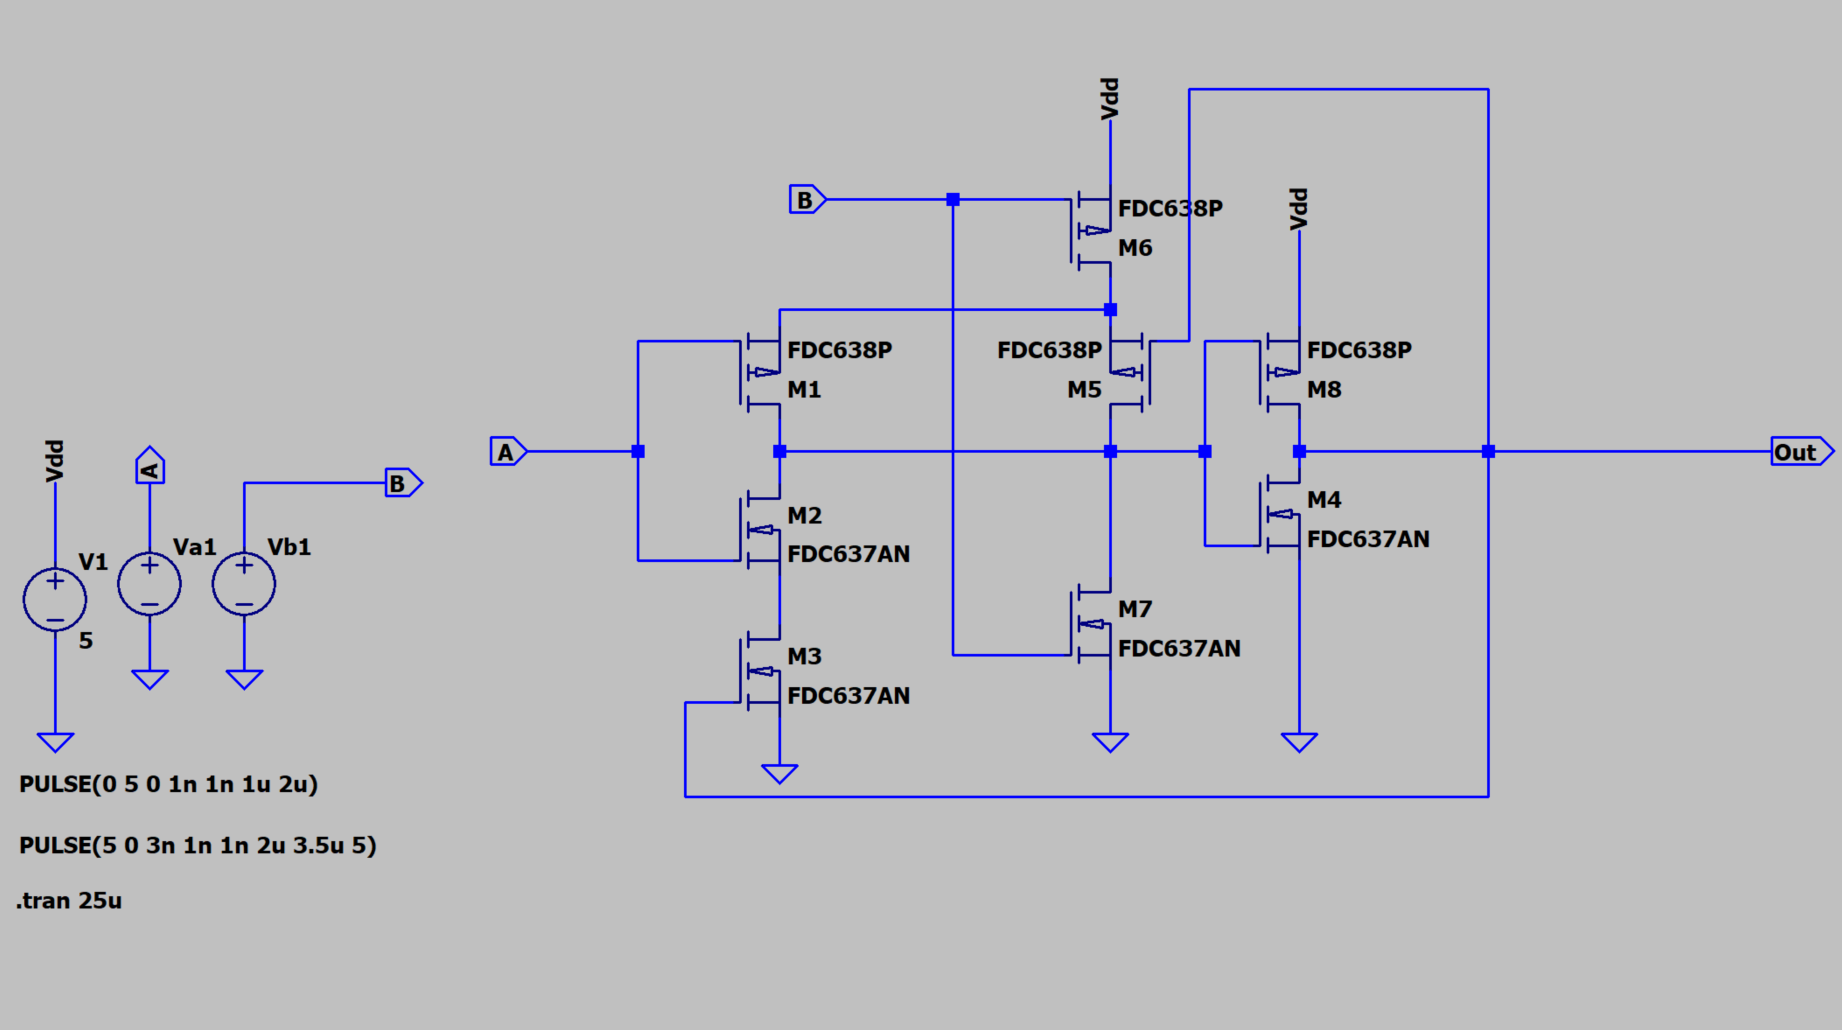 Vdd
B
FDC638P
M6
Vdd
FDC638P
M1
FDC638P
M5
FDC638P
M8
Vdd
A
B
A
Out
V1
5
Va1
Vb1
M2
FDC637AN
M4
FDC637AN
M7
FDC637AN
M3
FDC637AN
PULSE(0 5 0 1n 1n 1u 2u)
PULSE(5 0 3n 1n 1n 2u 3.5u 5)
.tran 25u